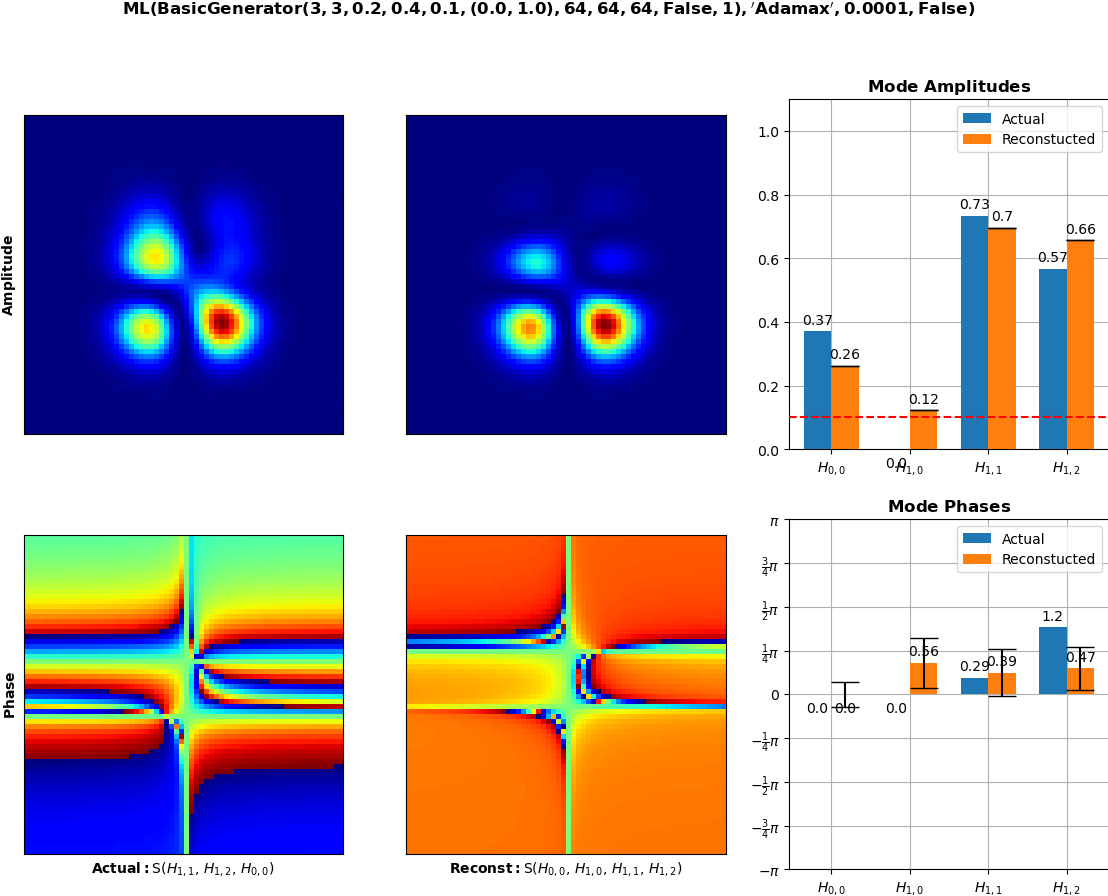 ML(BasicGenerator(3, 3, 0.2, 0.4, 0.1, (0.0, 1.0), 64, 64, 64, False, 1), 'Adamax', 0.0001, False)
Amplitude
Mode Amplitudes
Actual
Reconstucted
1.0
0.8
0.6
0.4
0.2
0.0
0.37
0.26
0.0
0.12
0.73
0.7
0.57
0.66
H0,0
H1,0
H1,1
H1,2
Phase
Actual: S(H1,1, H1,2, H0,0)
Reconst: S(H0,0, H1,0, H1,1, H1,2)
Mode Phases
Actual
Reconstucted
π
3/4π
1/2π
1/4π
0
−1/4π
−1/2π
−3/4π
−π
0.0
0.0
0.0
0.56
0.29
0.39
1.2
0.47
H0,0
H1,0
H1,1
H1,2